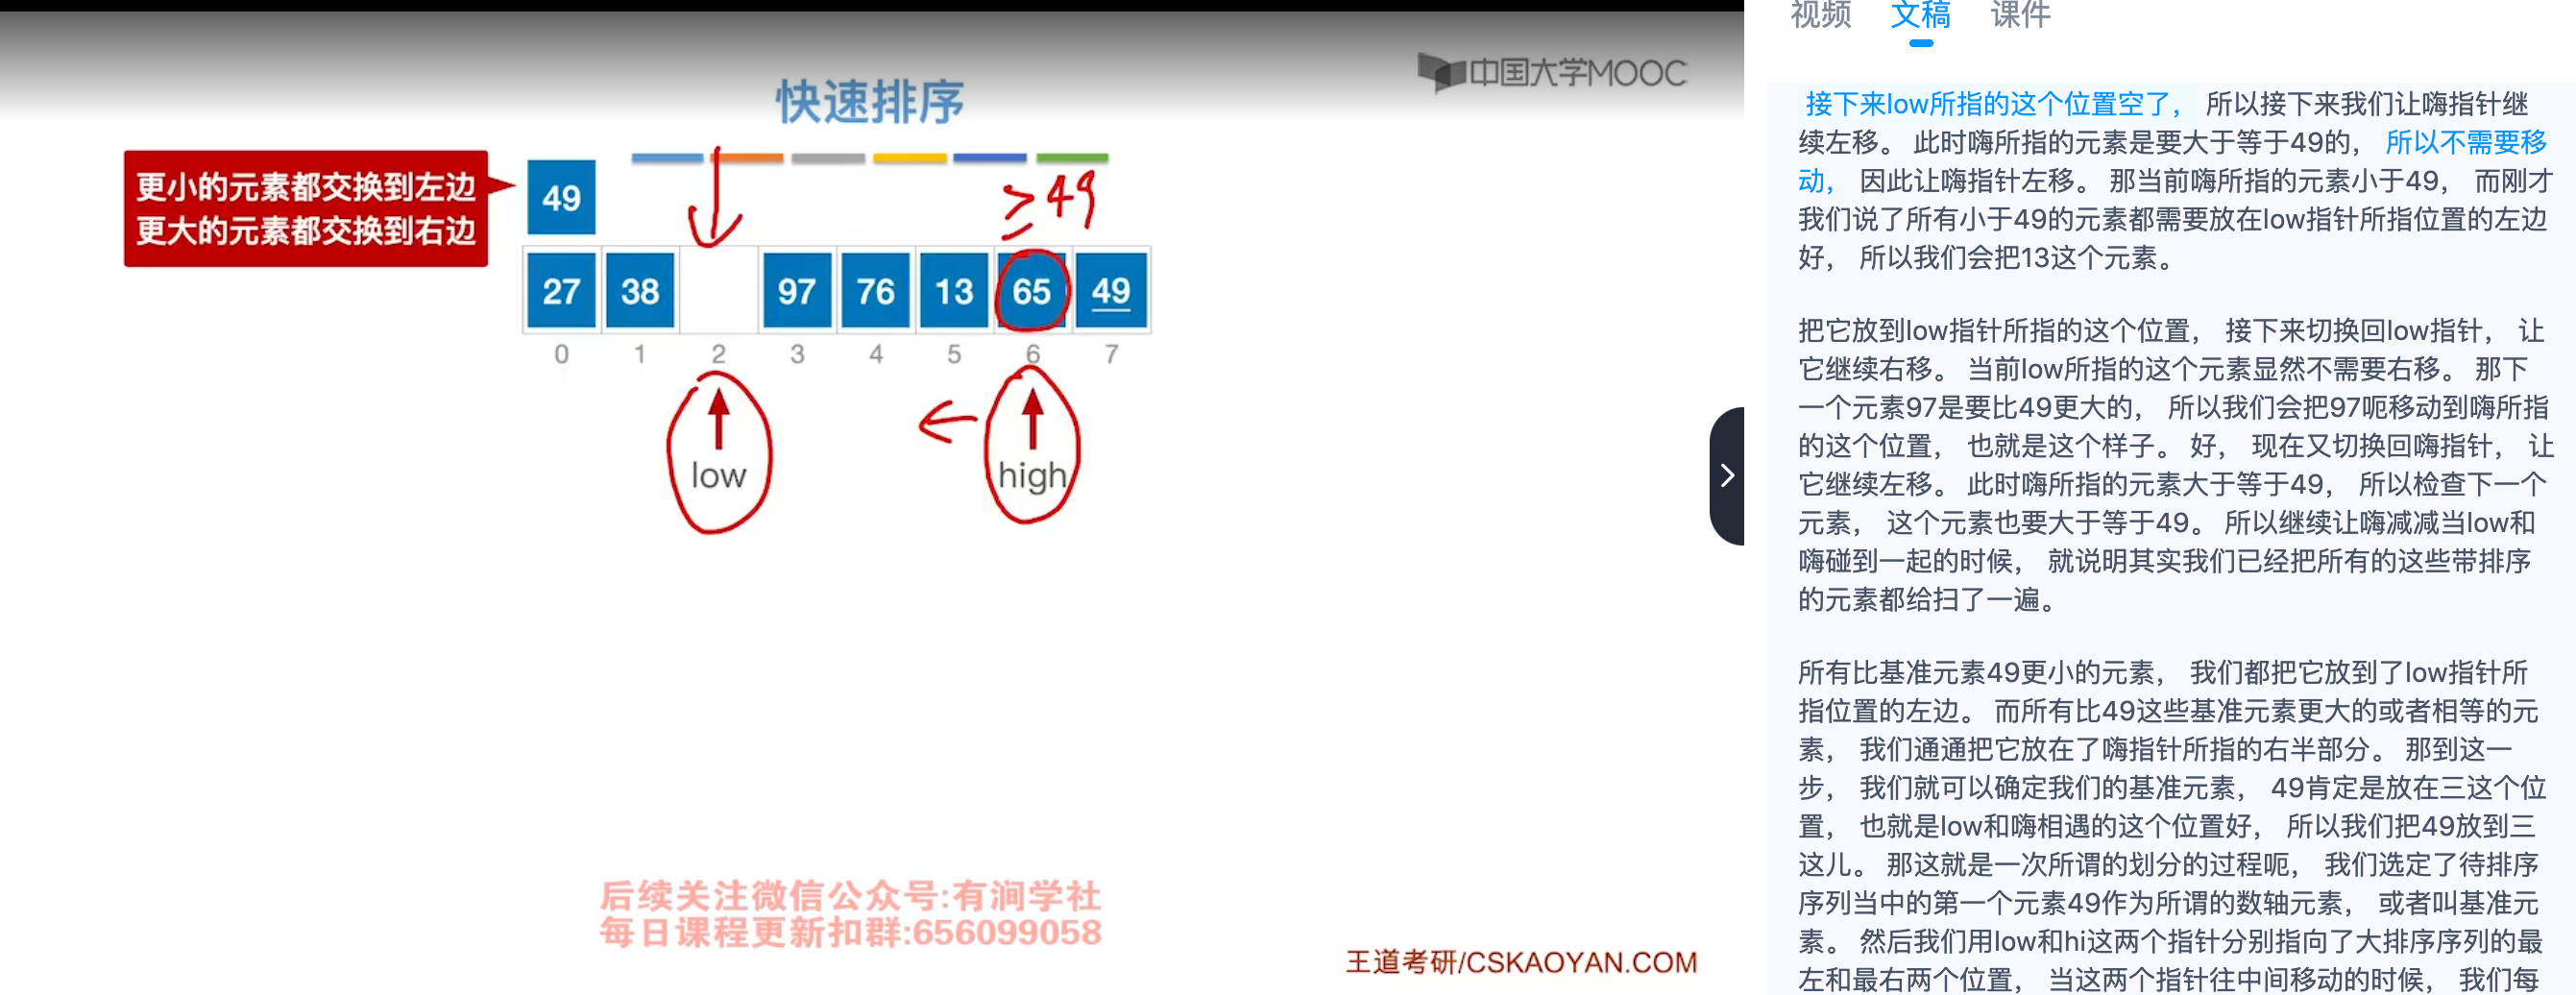 中国大学MOOC
快速排序
更小的元素都交换到左边
更大的元素都交换到右边
49
≥49
27 38 97 76 13 65 49
0 1 2 3 4 5 6 7
low high
后续关注微信公众号:有涧学社
每日课程更新扣群:656099058
王道考研/CSKAOYAN.COM
视频 文稿 课件
接下来low所指的这个位置空了, 所以接下来我们让嗨指针继
续左移。 此时嗨所指的元素是要大于等于49的, 所以不需要移
动, 因此让嗨指针左移。 那当前嗨所指的元素小于49, 而刚才
我们说了所有小于49的元素都需要放在low指针所指位置的左边
好, 所以我们会把13这个元素。
把它放到low指针所指的这个位置, 接下来切换回low指针, 让
它继续右移。 当前low所指的这个元素显然不需要右移。 那下
一个元素97是要比49更大的, 所以我们会把97呃移动到嗨所指
的这个位置, 也就是这个样子。 好, 现在又切换回嗨指针, 让
它继续左移。 此时嗨所指的元素大于等于49, 所以检查下一个
元素, 这个元素也要大于等于49。 所以继续让嗨减减当low和
嗨碰到一起的时候, 就说明其实我们已经把所有的这些带排序
的元素都给扫了一遍。
所有比基准元素49更小的元素, 我们都把它放到了low指针所
指位置的左边。 而所有比49这些基准元素更大的或者相等的元
素, 我们通通把它放在了嗨指针所指的右半部分。 那到这一
步, 我们就可以确定我们的基准元素, 49肯定是放在三这个位
置, 也就是low和嗨相遇的这个位置好, 所以我们把49放到三
这儿。 那这就是一次所谓的划分的过程呃, 我们选定了待排序
序列当中的第一个元素49作为所谓的数轴元素, 或者叫基准元
素。 然后我们用low和hi这两个指针分别指向了大排序序列的最
左和最右两个位置, 当这两个指针往中间移动的时候, 我们每